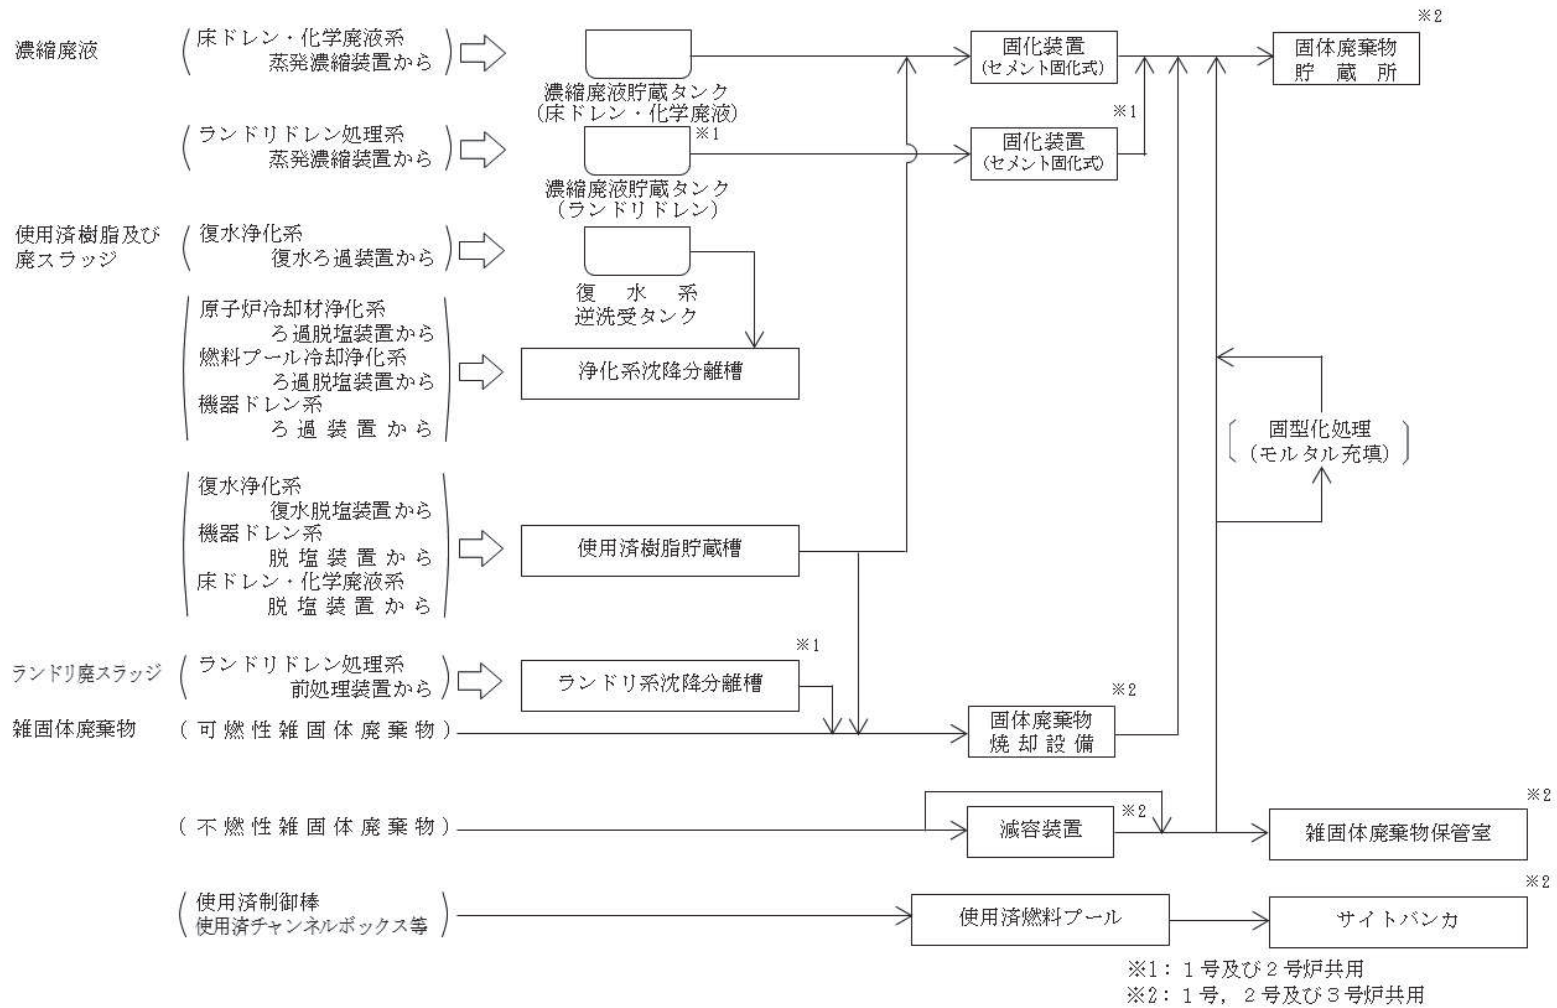 ※2
濃縮廃液
床ドレン・化学廃液系
蒸発濃縮装置から
濃縮廃液貯蔵タンク
(床ドレン・化学廃液)
固化装置
(セメント固化式)
固体廃棄物
貯蔵所
ランドリドレン処理系
蒸発濃縮装置から
※1
濃縮廃液貯蔵タンク
(ランドリドレン)
※1
固化装置
(セメント固化式)
使用済樹脂及び
廃スラッジ
復水浄化系
復水ろ過装置から
復水系
逆洗受タンク
原子炉冷却材浄化系
ろ過脱塩装置から
燃料プール冷却浄化系
ろ過脱塩装置から
機器ドレン系
ろ過装置から
浄化系沈降分離槽
固型化処理
(モルタル充填)
復水浄化系
復水脱塩装置から
機器ドレン系
脱塩装置から
床ドレン・化学廃液系
脱塩装置から
使用済樹脂貯蔵槽
ランドリ廃スラッジ
ランドリドレン処理系
前処理装置から
※1
ランドリ系沈降分離槽
雑固体廃棄物
(可燃性雑固体廃棄物)
※2
固体廃棄物
焼却設備
(不燃性雑固体廃棄物)
減容装置
※2
※2
雑固体廃棄物保管室
使用済制御棒
使用済チャンネルボックス等
使用済燃料プール
※2
サイトバンカ
※1:1号及び2号炉共用
※2:1号,2号及び3号炉共用